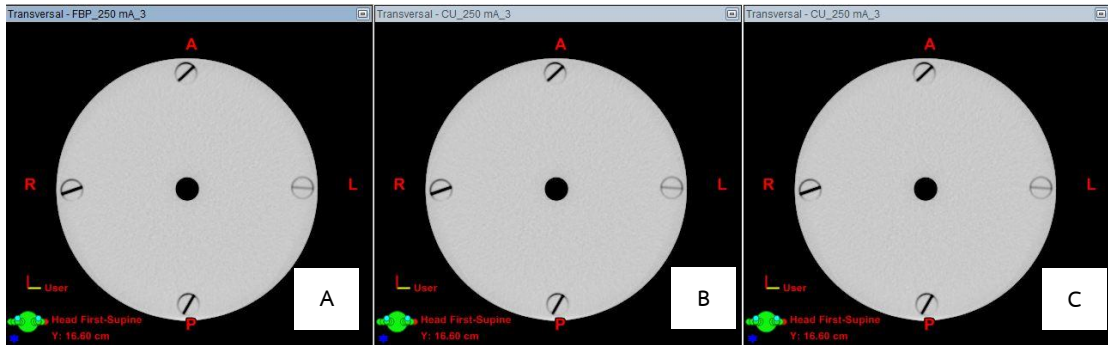 Transversal - FBP_250 mA_3
A
R
L
User
Head First-Supine
P
Y: 16.60 cm
A
Transversal - CU_250 mA_3
A
R
L
User
Head First-Supine
P
Y: 16.60 cm
B
Transversal - CU_250 mA_3
A
R
L
User
Head First-Supine
P
Y: 16.60 cm
C